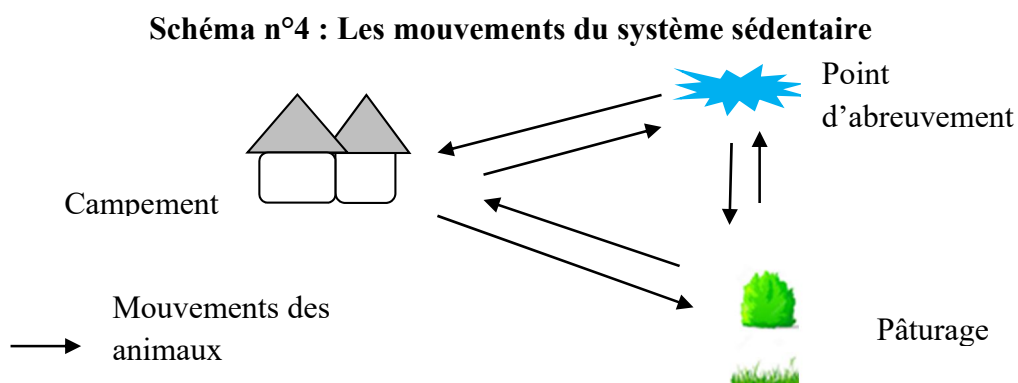 Schéma n°4 : Les mouvements du système sédentaire
Point
d’abreuvement
Campement
Mouvements des
animaux
Pâturage